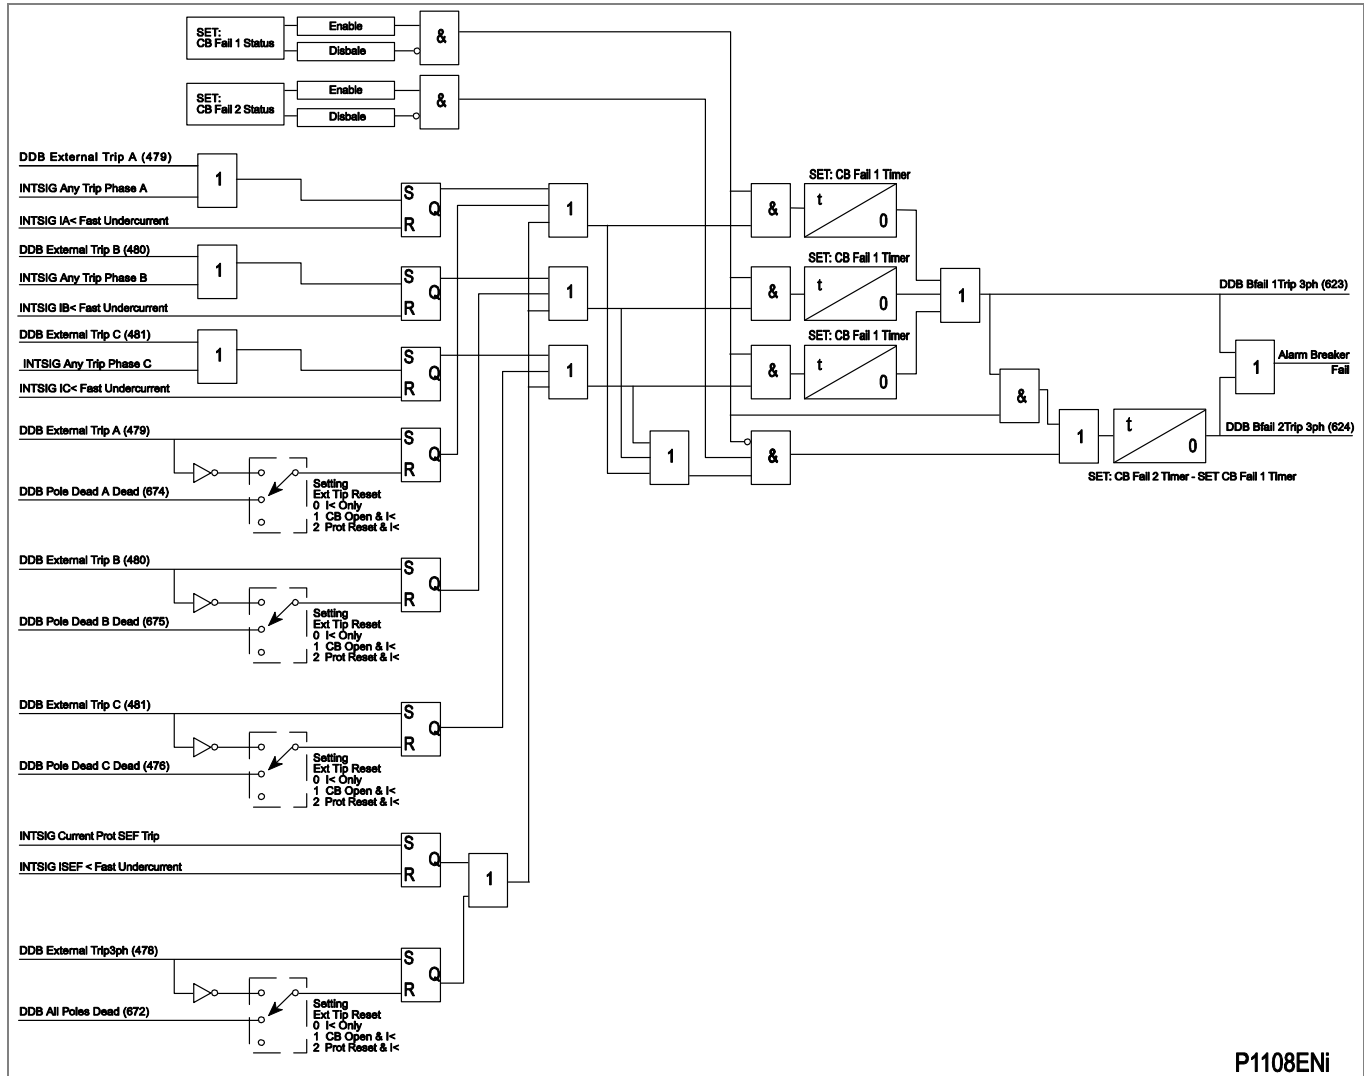 SET:
CB Fail 1 Status
Enable
Disbale
&
SET:
CB Fail 2 Status
Enable
Disbale
&
DDB External Trip A (479)
INTSIG Any Trip Phase A
1
INTSIG IA< Fast Undercurrent
S
Q
R
1
&
SET: CB Fail 1 Timer
t
0
DDB External Trip B (480)
INTSIG Any Trip Phase B
1
INTSIG IB< Fast Undercurrent
S
Q
R
1
&
SET: CB Fail 1 Timer
t
0
1
DDB Bfail 1Trip 3ph (623)
DDB External Trip C (481)
INTSIG Any Trip Phase C
1
INTSIG IC< Fast Undercurrent
S
Q
R
1
&
SET: CB Fail 1 Timer
t
0
1
Alarm Breaker
Fail
&
DDB External Trip A (479)
DDB Pole Dead A Dead (674)
Setting
Ext Tip Reset
0 I< Only
1 CB Open & I<
2 Prot Reset & I<
S
Q
R
1
&
1
t
0
DDB Bfail 2Trip 3ph (624)
SET: CB Fail 2 Timer - SET CB Fail 1 Timer
DDB External Trip B (480)
DDB Pole Dead B Dead (675)
Setting
Ext Tip Reset
0 I< Only
1 CB Open & I<
2 Prot Reset & I<
S
Q
R
DDB External Trip C (481)
DDB Pole Dead C Dead (476)
Setting
Ext Tip Reset
0 I< Only
1 CB Open & I<
2 Prot Reset & I<
S
Q
R
INTSIG Current Prot SEF Trip
INTSIG ISEF < Fast Undercurrent
S
Q
R
1
DDB External Trip3ph (478)
DDB All Poles Dead (672)
Setting
Ext Tip Reset
0 I< Only
1 CB Open & I<
2 Prot Reset & I<
S
Q
R
P1108ENi